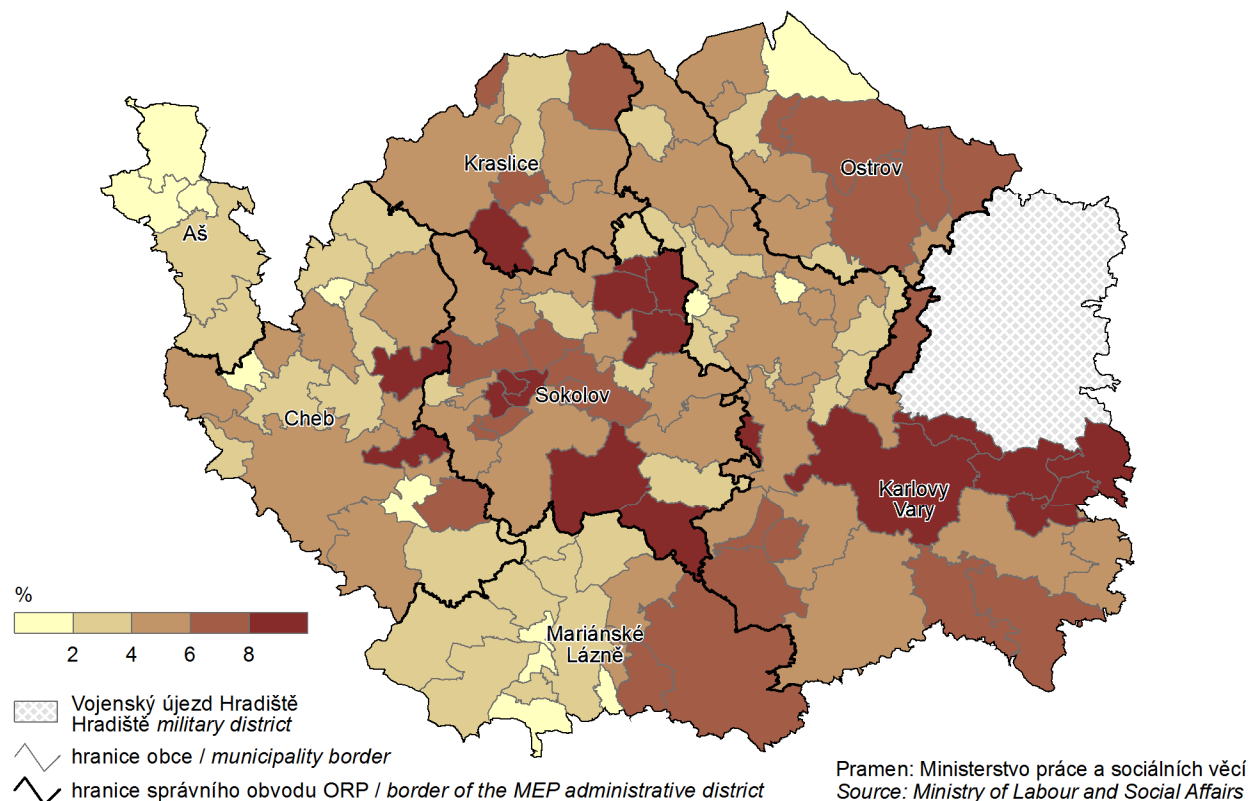 Kraslice
Ostrov
Aš
Sokolov
Cheb
Karlovy
Vary
Mariánské
Lázně
%
2 4 6 8
Vojenský újezd Hradiště
Hradiště military district
hranice obce / municipality border
hranice správního obvodu ORP / border of the MEP administrative district
Pramen: Ministerstvo práce a sociálních věcí
Source: Ministry of Labour and Social Affairs